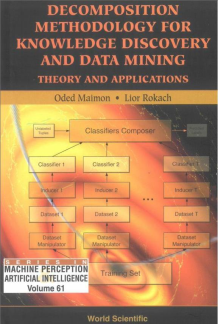 DECOMPOSITION
METHODOLOGY FOR
KNOWLEDGE DISCOVERY
AND DATA MINING
THEORY AND APPLICATIONS
Oded Maimon • Lior Rokach
Classifiers Composer
Classifier 1
Classifier 2
Classifier T
Inducer 1
Inducer 2
Inducer T
Dataset 1
Dataset 2
Dataset T
Dataset
Manipulator
Dataset
Manipulator
Dataset
Manipulator
Training Set
SERIES IN
MACHINE PERCEPTION
ARTIFICIAL INTELLIGENCE
Volume 61
World Scientific